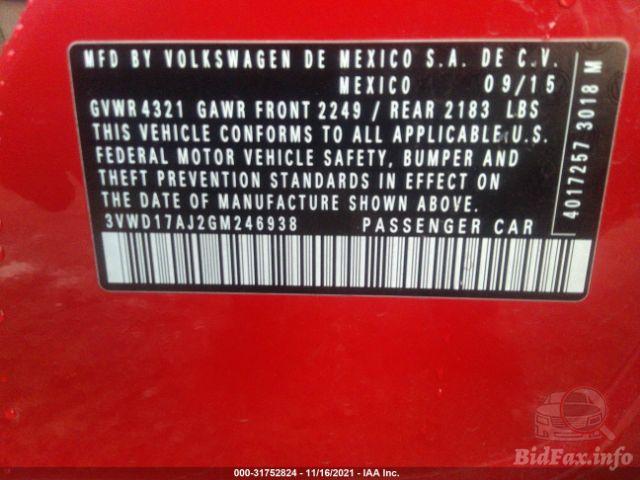 MFD BY VOLKSWAGEN DE MEXICO S.A. DE C.V.
MEXICO 09/15
GVWR 4321 GAWR FRONT 2249 / REAR 2183 LBS
THIS VEHICLE CONFORMS TO ALL APPLICABLE U.S.
FEDERAL MOTOR VEHICLE SAFETY, BUMPER AND
THEFT PREVENTION STANDARDS IN EFFECT ON
THE DATE OF MANUFACTURE SHOWN ABOVE.
3VWD17AJ2GM246938 PASSENGER CAR
4017257 3018 M
BidFax.info
000-31752824 - 11/16/2021 - IAA Inc.